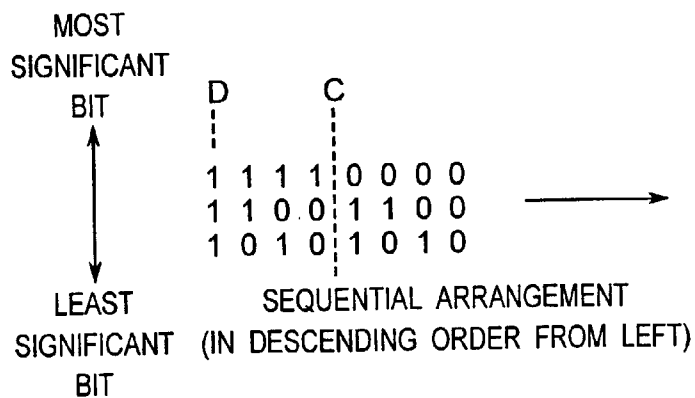 MOST
SIGNIFICANT
BIT
D C
1 1 1 1 0 0 0 0
1 1 0 0 1 1 0 0
1 0 1 0 1 0 1 0
LEAST
SIGNIFICANT
BIT
SEQUENTIAL ARRANGEMENT
(IN DESCENDING ORDER FROM LEFT)